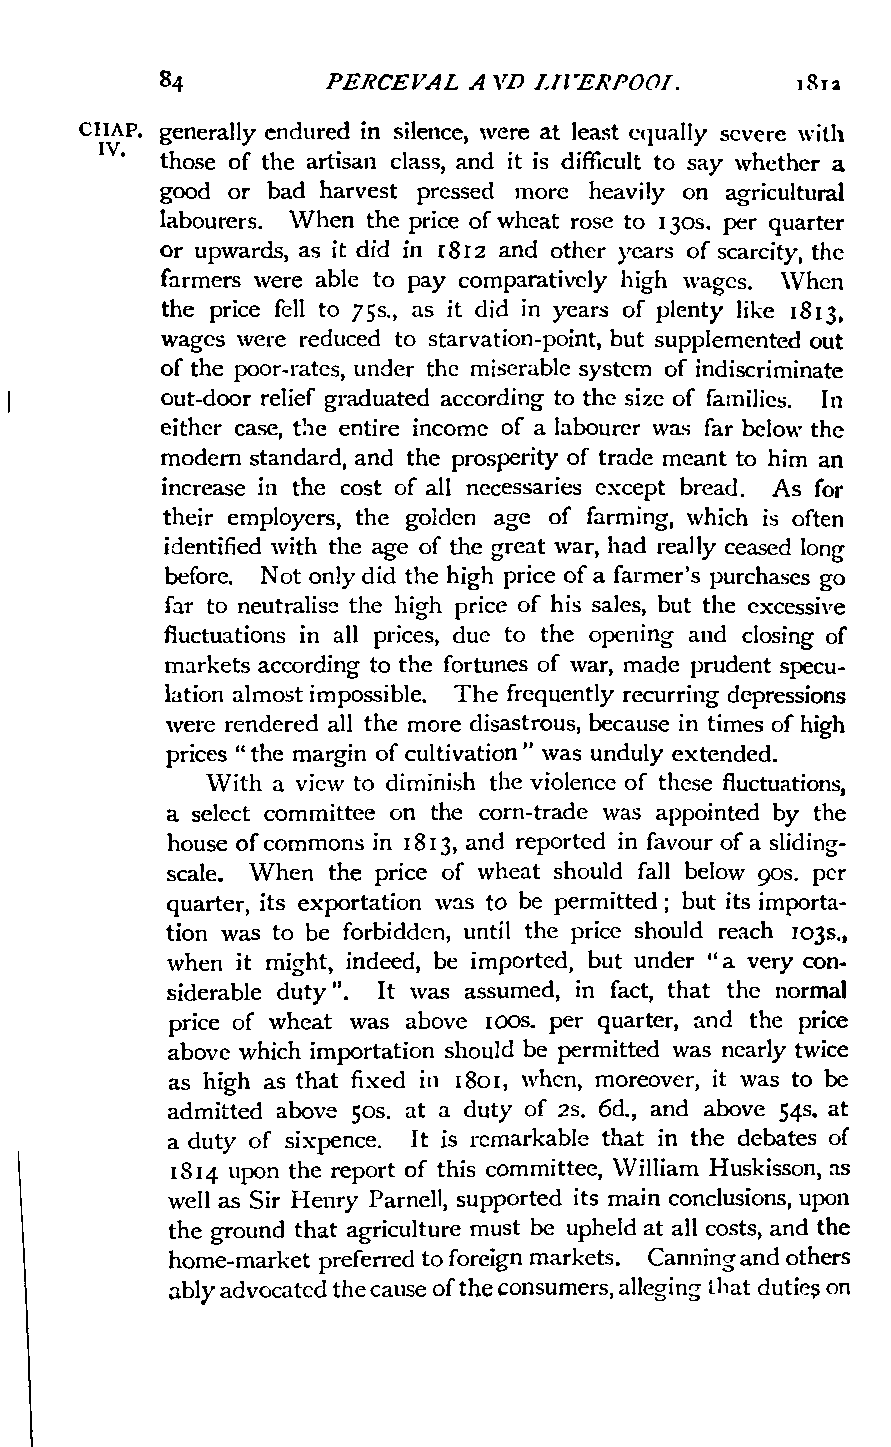 84 PERCEVAL AND LIVERPOOL. 1812
CHAP. generally endured in silence, were at least equally severe with
IV. those of the artisan class, and it is difficult to say whether a
good or bad harvest pressed more heavily on agricultural
labourers. When the price of wheat rose to 130s. per quarter
or upwards, as it did in 1812 and other years of scarcity, the
farmers were able to pay comparatively high wages. When
the price fell to 75s., as it did in years of plenty like 1813,
wages were reduced to starvation-point, but supplemented out
of the poor-rates, under the miserable system of indiscriminate
out-door relief graduated according to the size of families. In
either case, the entire income of a labourer was far below the
modern standard, and the prosperity of trade meant to him an
increase in the cost of all necessaries except bread. As for
their employers, the golden age of farming, which is often
identified with the age of the great war, had really ceased long
before. Not only did the high price of a farmer's purchases go
far to neutralise the high price of his sales, but the excessive
fluctuations in all prices, due to the opening and closing of
markets according to the fortunes of war, made prudent specu-
lation almost impossible. The frequently recurring depressions
were rendered all the more disastrous, because in times of high
prices "the margin of cultivation" was unduly extended.
With a view to diminish the violence of these fluctuations,
a select committee on the corn-trade was appointed by the
house of commons in 1813, and reported in favour of a sliding-
scale. When the price of wheat should fall below 90s. per
quarter, its exportation was to be permitted; but its importa-
tion was to be forbidden, until the price should reach 103s.,
when it might, indeed, be imported, but under "a very con-
siderable duty". It was assumed, in fact, that the normal
price of wheat was above 100s. per quarter, and the price
above which importation should be permitted was nearly twice
as high as that fixed in 1801, when, moreover, it was to be
admitted above 50s. at a duty of 2s. 6d., and above 54s. at
a duty of sixpence. It is remarkable that in the debates of
1814 upon the report of this committee, William Huskisson, as
well as Sir Henry Parnell, supported its main conclusions, upon
the ground that agriculture must be upheld at all costs, and the
home-market preferred to foreign markets. Canning and others
ably advocated the cause of the consumers, alleging that duties on